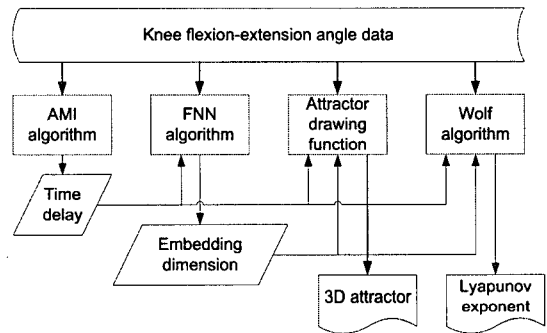 Knee flexion-extension angle data
AMI
algorithm
FNN
algorithm
Attractor
drawing
function
Wolf
algorithm
Time
delay
Embedding
dimension
3D attractor
Lyapunov
exponent